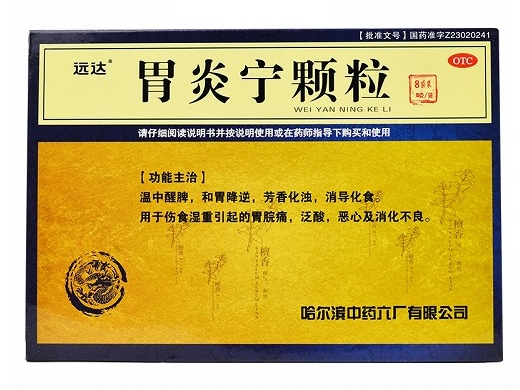 【批准文号】国药准字Z23020241
远达®
胃炎宁颗粒
OTC
WEI YAN NING KE LI
8袋装
请仔细阅读说明书并按说明使用或在药师指导下购买和使用
【功能主治】
温中醒脾，和胃降逆，芳香化浊，消导化食。
用于伤食湿重引起的胃脘痛，泛酸，恶心及消化不良。
檀香
檀香
哈尔滨中药六厂有限公司